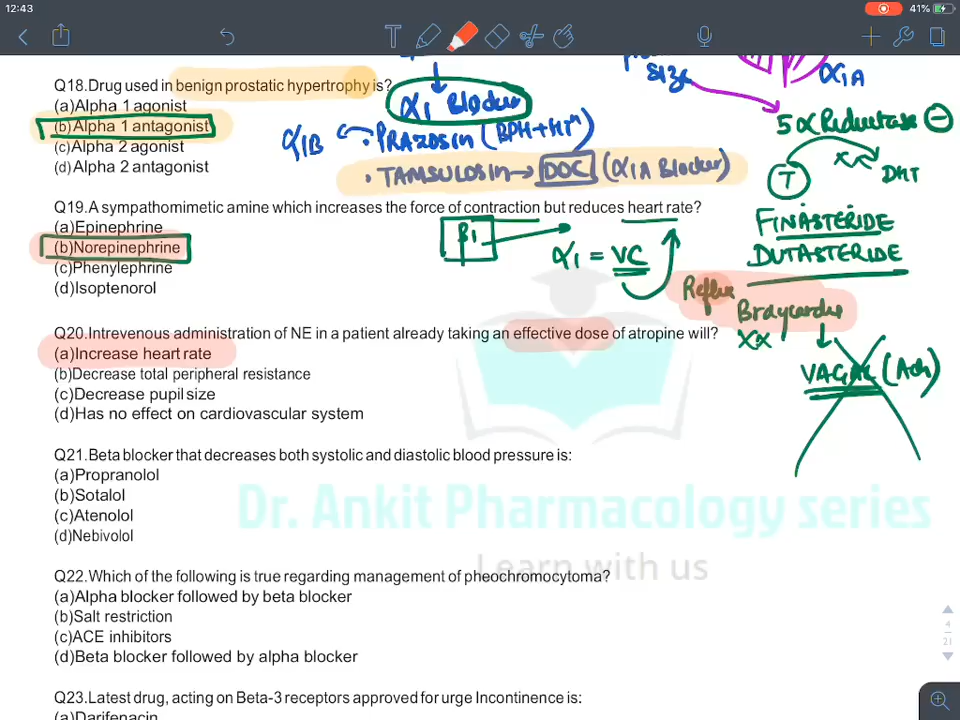 12:43
41%
Q18.Drug used in benign prostatic hypertrophy is?
(a)Alpha 1 agonist
(b)Alpha 1 antagonist
(c)Alpha 2 agonist
(d)Alpha 2 antagonist
α1 Blocker
α1B
• PRAZOSIN (BPH+HTN)
• TAMSULOSIN → DOC (α1A Blocker)
SIZE
α1A
5α Reductase −
T
DHT
FINASTERIDE
DUTASTERIDE
Q19.A sympathomimetic amine which increases the force of contraction but reduces heart rate?
(a)Epinephrine
(b)Norepinephrine
(c)Phenylephrine
(d)Isoptenorol
β1
α1 = VC
Reflux
Braycardia
Q20.Intrevenous administration of NE in a patient already taking an effective dose of atropine will?
(a)Increase heart rate
(b)Decrease total peripheral resistance
(c)Decrease pupil size
(d)Has no effect on cardiovascular system
VAGAL (Ach)
Q21.Beta blocker that decreases both systolic and diastolic blood pressure is:
(a)Propranolol
(b)Sotalol
(c)Atenolol
(d)Nebivolol
Dr. Ankit Pharmacology series
Learn with us
Q22.Which of the following is true regarding management of pheochromocytoma?
(a)Alpha blocker followed by beta blocker
(b)Salt restriction
(c)ACE inhibitors
(d)Beta blocker followed by alpha blocker
4
21
Q23.Latest drug, acting on Beta-3 receptors approved for urge Incontinence is:
(a)Darifenacin